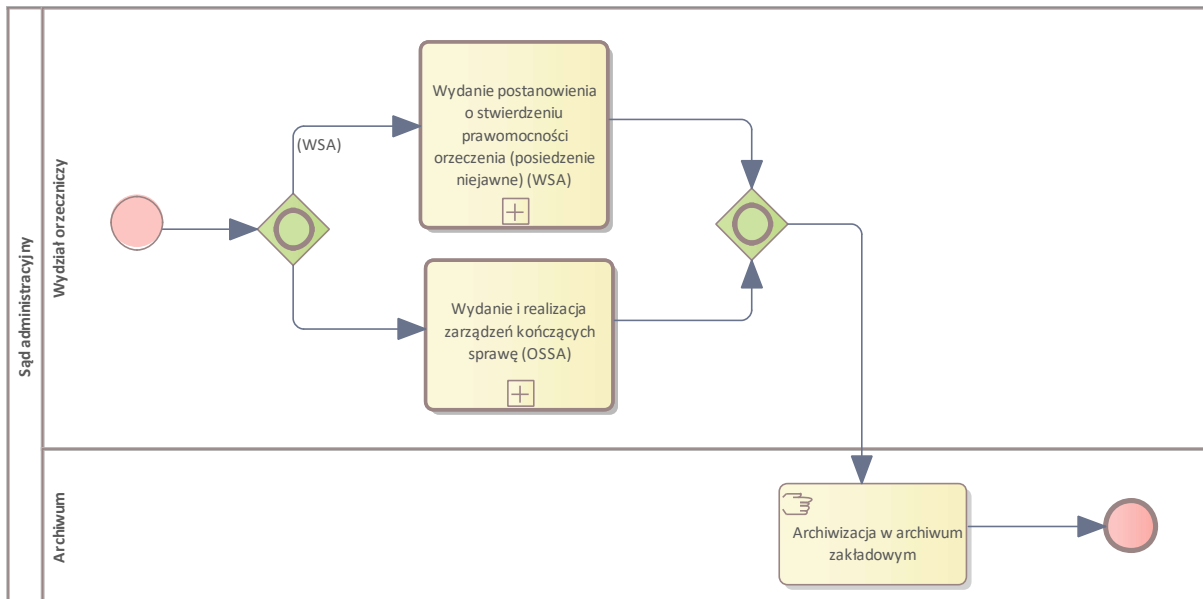 Sąd administracyjny
Wydział orzeczniczy
(WSA)
Wydanie postanowienia
o stwierdzeniu
prawomocności
orzeczenia (posiedzenie
niejawne) (WSA)
Wydanie i realizacja
zarządzeń kończących
sprawę (OSSA)
Archiwum
Archiwizacja w archiwum
zakładowym